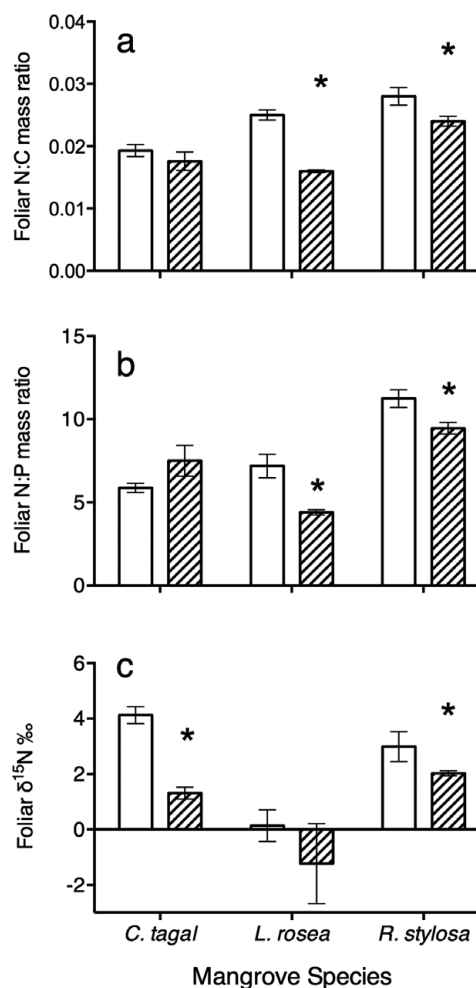 a
Foliar N:C mass ratio
0.04
0.03
0.02
0.01
0.00
*
*
b
Foliar N:P mass ratio
15
10
5
0
*
*
c
Foliar δ¹⁵N ‰
6
4
2
0
-2
*
*
C. tagal L. rosea R. stylosa
Mangrove Species